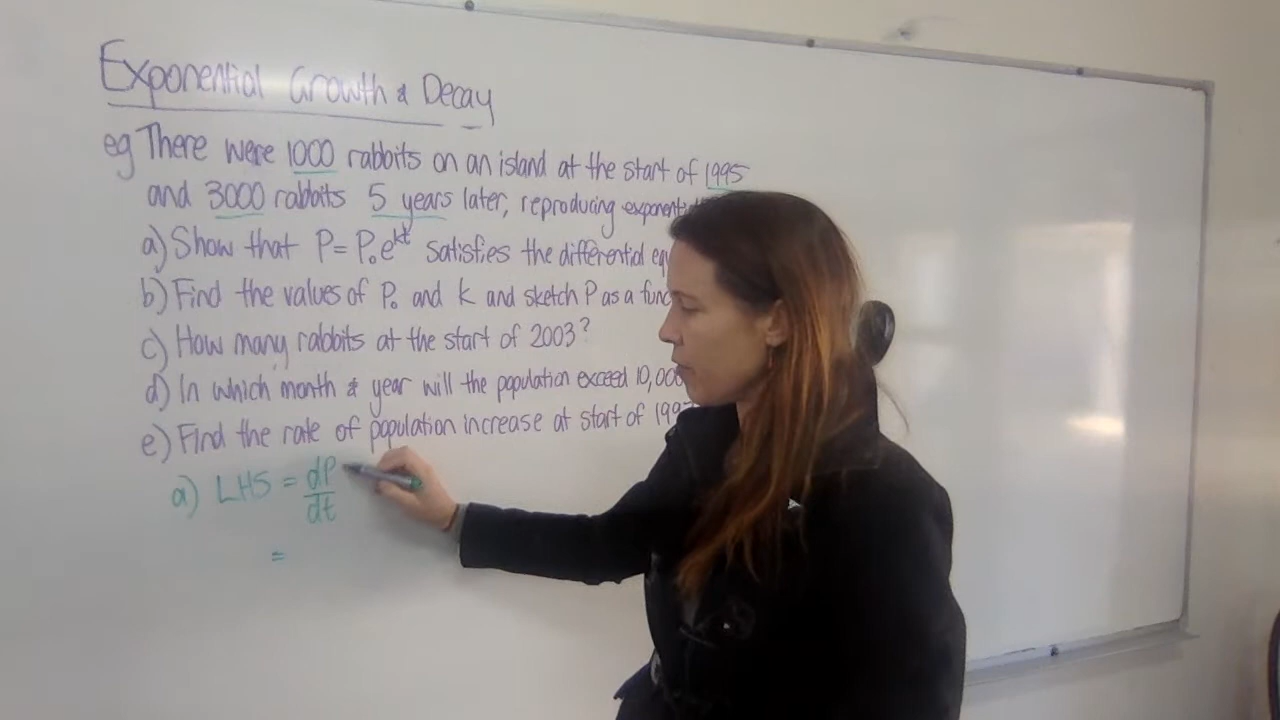 Exponential Growth & Decay
eg There were 1000 rabbits on an island at the start of 1995
and 3000 rabbits 5 years later, reproducing
a) Show that P = P₀e^kt satisfies the differential
b) Find the values of P₀ and k and sketch P as a
c) How many rabbits at the start of 2003?
d) In which month & year will the population exceed 10,000
e) Find the rate of population increase at start of
a) LHS = dP/dt
=